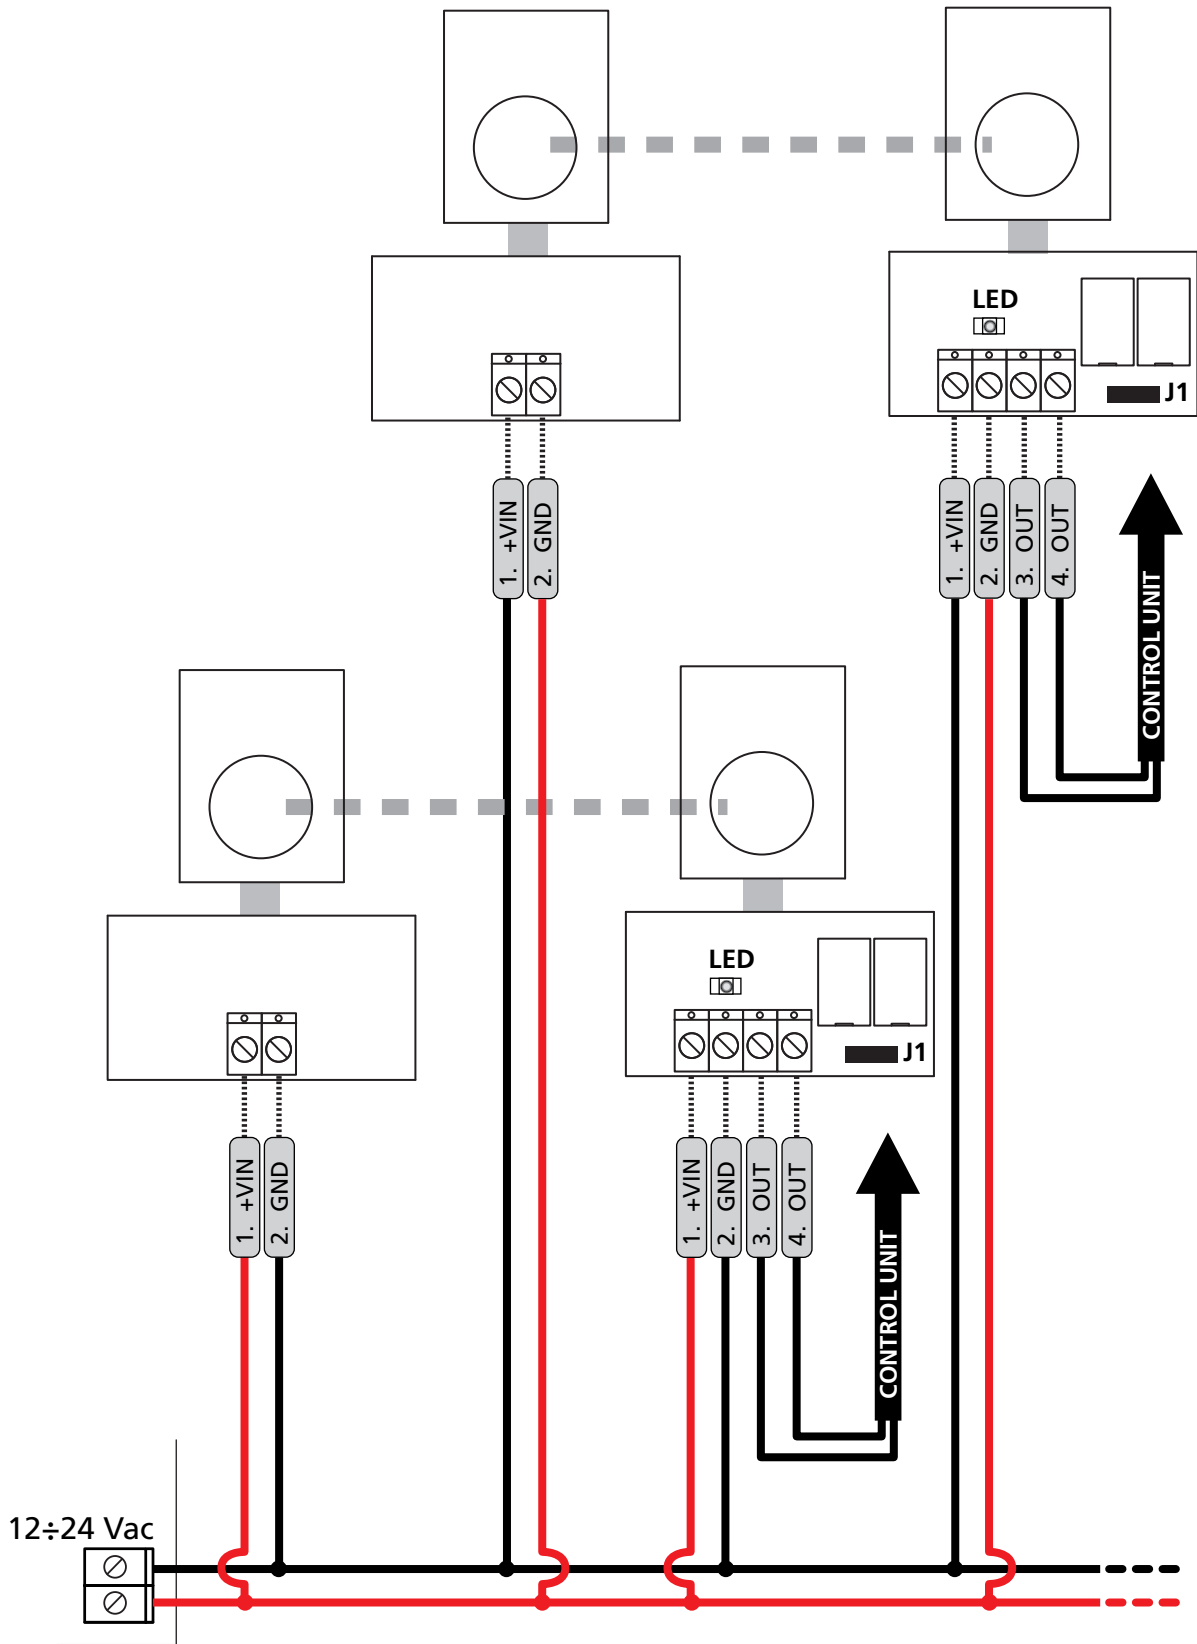 LED
J1
1. +VIN
2. GND
1. +VIN
2. GND
3. OUT
4. OUT
CONTROL UNIT
LED
J1
1. +VIN
2. GND
1. +VIN
2. GND
3. OUT
4. OUT
CONTROL UNIT
12÷24 Vac